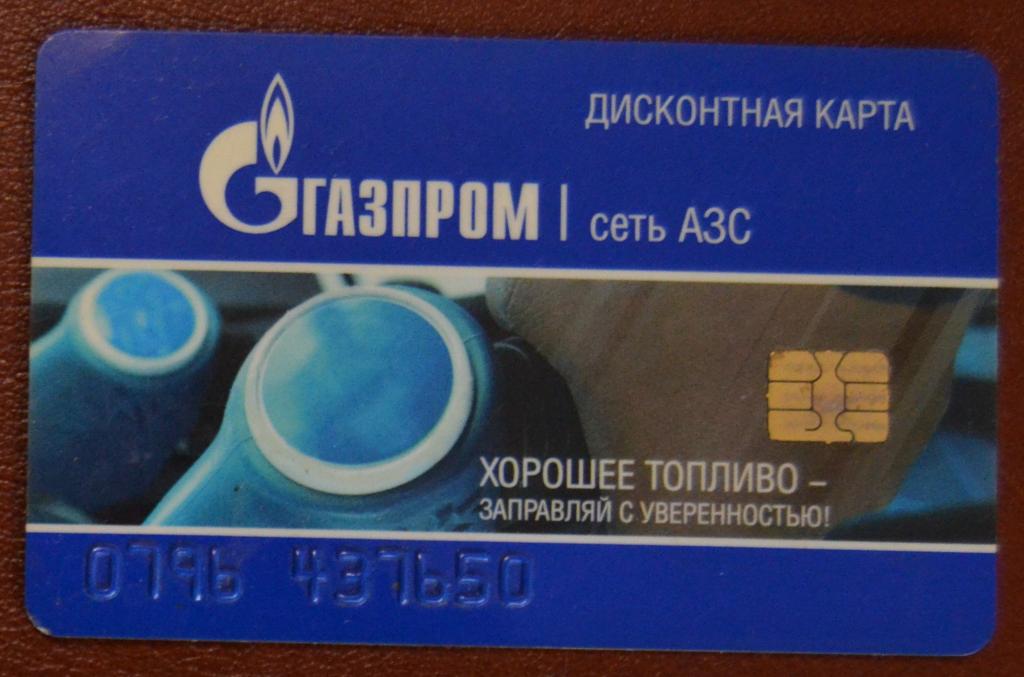 ДИСКОНТНАЯ КАРТА
ГАЗПРОМ | сеть АЗС
ХОРОШЕЕ ТОПЛИВО –
ЗАПРАВЛЯЙ С УВЕРЕННОСТЬЮ!
0796 437650